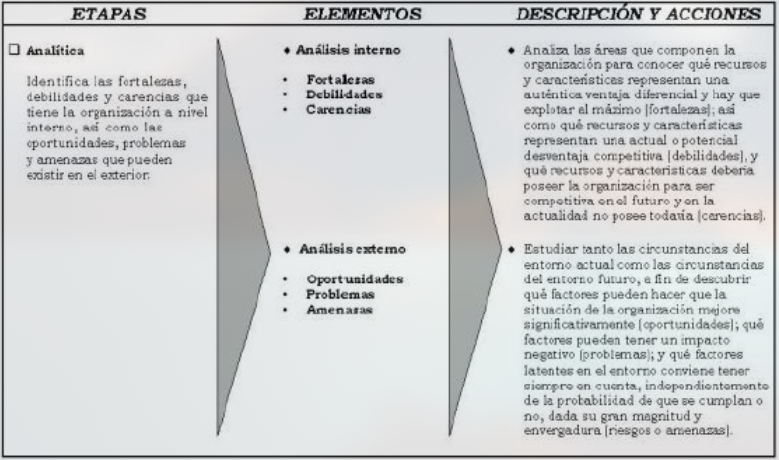 ETAPAS
ELEMENTOS
DESCRIPCIÓN Y ACCIONES
❑ Analítica
Identifica las fortalezas,
debilidades y carencias que
tiene la organización a nivel
interno, así como las
oportunidades, problemas
y amenazas que pueden
existir en el exterior.
♦ Análisis interno
• Fortalezas
• Debilidades
• Carencias
♦ Análisis externo
• Oportunidades
• Problemas
• Amenazas
♦ Analiza las áreas que componen la
organización para conocer qué recursos
y características representan una
auténtica ventaja diferencial y hay que
explotar al máximo (fortalezas); así
como qué recursos y características
representan una actual o potencial
desventaja competitiva (debilidades), y
qué recursos y características debería
poseer la organización para ser
competitiva en el futuro y en la
actualidad no posee todavía (carencias).
♦ Estudiar tanto las circunstancias del
entorno actual como las circunstancias
del entorno futuro, a fin de descubrir
qué factores pueden hacer que la
situación de la organización mejore
significativamente (oportunidades); qué
factores pueden tener un impacto
negativo (problemas); y qué factores
latentes en el entorno conviene tener
siempre en cuenta, independientemente
de la probabilidad de que se cumplan o
no, dada su gran magnitud y
envergadura (riesgos o amenazas).